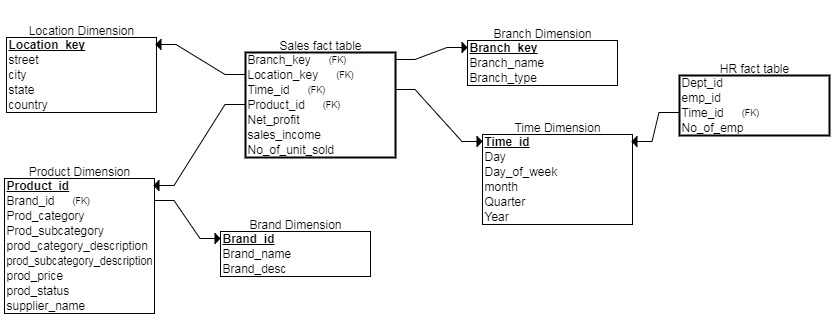 Location Dimension
Location_key
street
city
state
country
Sales fact table
Branch_key (FK)
Location_key (FK)
Time_id (FK)
Product_id (FK)
Net_profit
sales_income
No_of_unit_sold
Branch Dimension
Branch_key
Branch_name
Branch_type
HR fact table
Dept_id
emp_id
Time_id (FK)
No_of_emp
Time Dimension
Time_id
Day
Day_of_week
month
Quarter
Year
Product Dimension
Product_id
Brand_id (FK)
Prod_category
Prod_subcategory
prod_category_description
prod_subcategory_description
prod_price
prod_status
supplier_name
Brand Dimension
Brand_id
Brand_name
Brand_desc